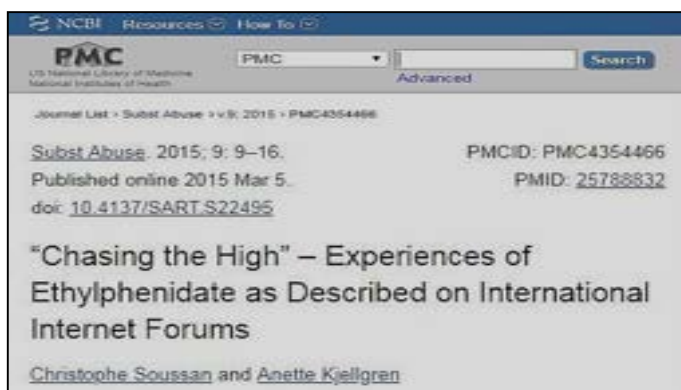 NCBI Resources How To
PMC
US National Library of Medicine
National Institutes of Health
PMC
Search
Advanced
Journal List > Subst Abuse > v.9; 2015 > PMC4354466
Subst Abuse. 2015; 9: 9–16.
PMCID: PMC4354466
Published online 2015 Mar 5.
PMID: 25788832
doi: 10.4137/SART.S22495
“Chasing the High” – Experiences of
Ethylphenidate as Described on International
Internet Forums
Christophe Soussan and Anette Kjellgren